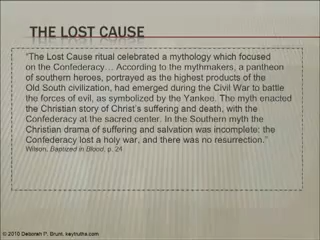 THE LOST CAUSE
"The Lost Cause ritual celebrated a mythology which focused
on the Confederacy… According to the mythmakers, a pantheon
of southern heroes, portrayed as the highest products of the
Old South civilization, had emerged during the Civil War to battle
the forces of evil, as symbolized by the Yankee. The myth enacted
the Christian story of Christ's suffering and death, with the
Confederacy at the sacred center. In the Southern myth the
Christian drama of suffering and salvation was incomplete: the
Confederacy lost a holy war, and there was no resurrection."
Wilson, Baptized in Blood, p. 24
© 2010 Deborah P. Brunt, keytruths.com